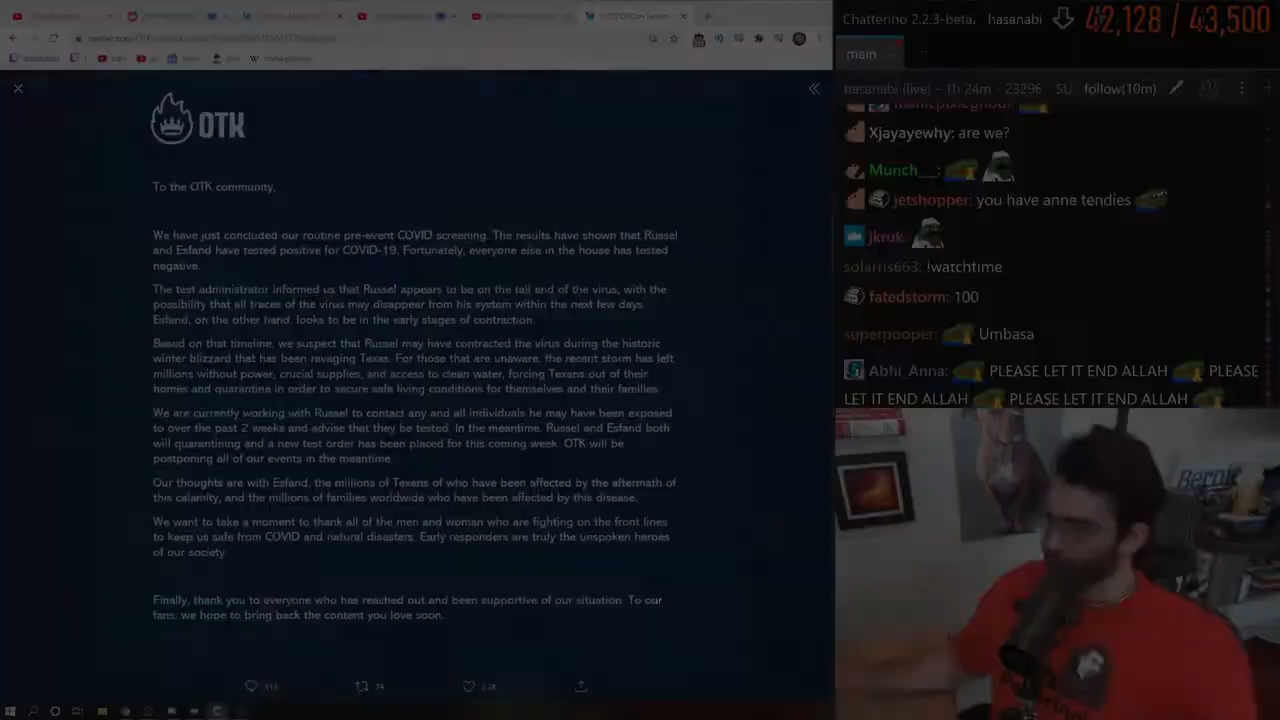 Chatterino 2.2.3-beta. hasanabi
42,128 / 43,500
main
hasanabi (live) - 1h 24m - 23296 SU follow(10m)
Xjayayewhy: are we?
Munch__:
jetshopper: you have anne tendies
jkruk:
solarris663: !watchtime
fatedstorm: 100
superpooper: Umbasa
Abhi_Anna: PLEASE LET IT END ALLAH PLEASE
LET IT END ALLAH PLEASE LET IT END ALLAH
OTK
To the OTK community,
We have just concluded our routine pre-event COVID screening. The results have shown that Russel
and Esfand have tested positive for COVID-19. Fortunately, everyone else in the house has tested
negative.
The test administrator informed us that Russel appears to be on the tail end of the virus, with the
possibility that all traces of the virus may disappear from his system within the next few days.
Esfand, on the other hand, looks to be in the early stages of contraction.
Based on that timeline, we suspect that Russel may have contracted the virus during the historic
winter blizzard that has been ravaging Texas. For those that are unaware, the recent storm has left
millions without power, crucial supplies, and access to clean water, forcing Texans out of their
homes and quarantine in order to secure safe living conditions for themselves and their families.
We are currently working with Russel to contact any and all individuals he may have been exposed
to over the past 2 weeks and advise that they be tested. In the meantime, Russel and Esfand both
will quarantining and a new test order has been placed for this coming week. OTK will be
postponing all of our events in the meantime.
Our thoughts are with Esfand, the millions of Texans of who have been affected by the aftermath of
this calamity, and the millions of families worldwide who have been affected by this disease.
We want to take a moment to thank all of the men and woman who are fighting on the front lines
to keep us safe from COVID and natural disasters. Early responders are truly the unspoken heroes
of our society
Finally, thank you to everyone who has reached out and been supportive of our situation. To our
fans, we hope to bring back the content you love soon.
74
Bernie